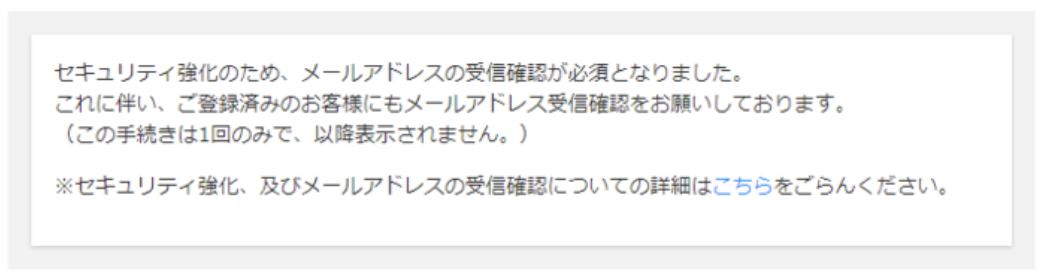 セキュリティ強化のため、メールアドレスの受信確認が必須となりました。
これに伴い、ご登録済みのお客様にもメールアドレス受信確認をお願いしております。
（この手続きは1回のみで、以降表示されません。）
※セキュリティ強化、及びメールアドレスの受信確認についての詳細はこちらをごらんください。